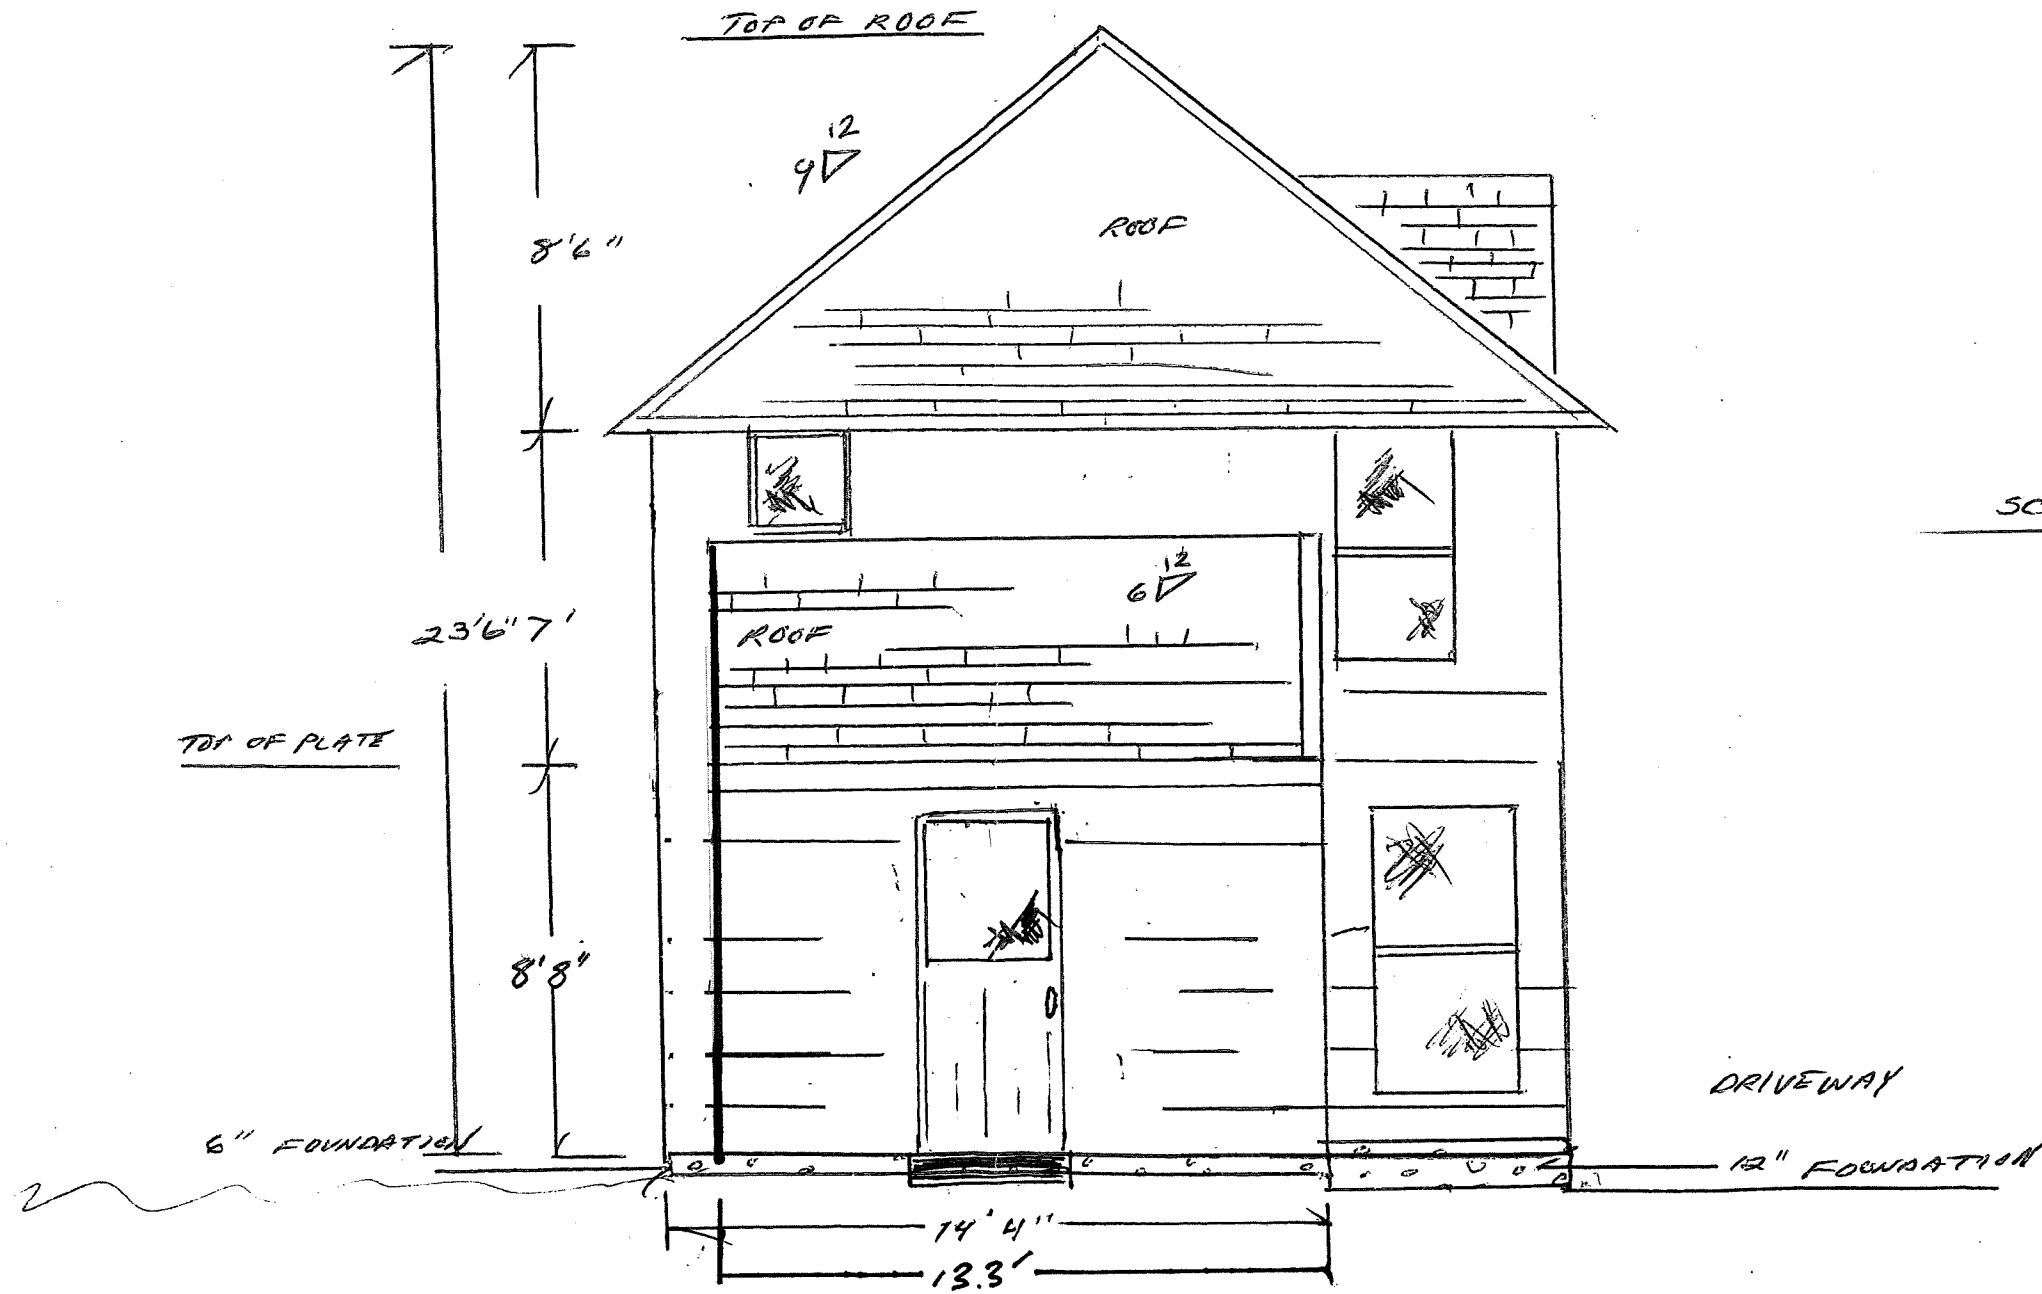 TOP OF ROOF
12
9
8'6"
ROOF
12
6
23'6" 7'
ROOF
TOP OF PLATE
8'8"
DRIVEWAY
6" FOUNDATION
12" FOUNDATION
14'4"
13.3'